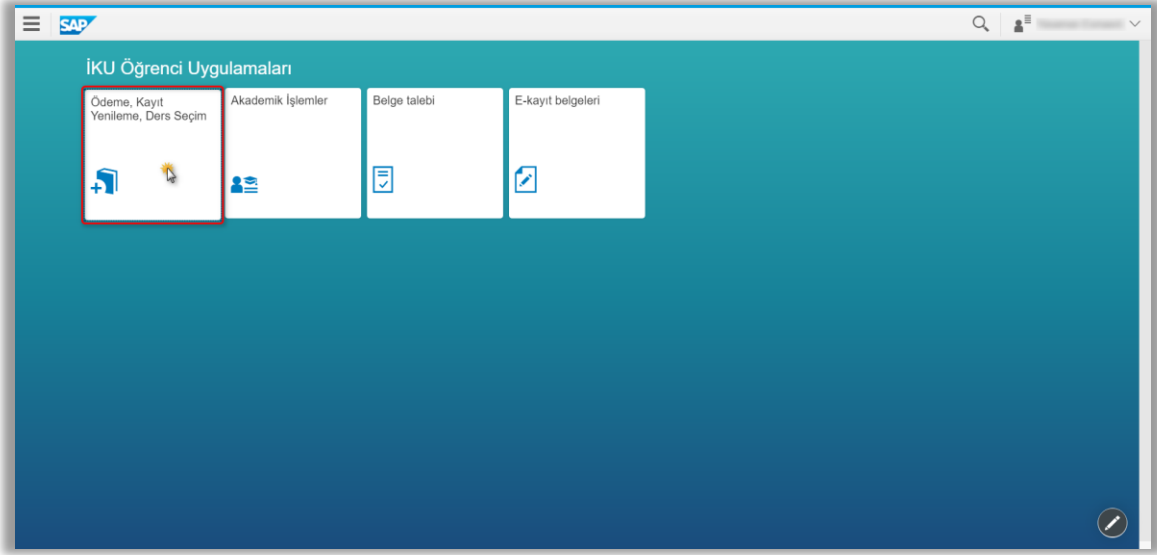 SAP
İKU Öğrenci Uygulamaları
Ödeme, Kayıt
Yenileme, Ders Seçim
Akademik İşlemler
Belge talebi
E-kayıt belgeleri